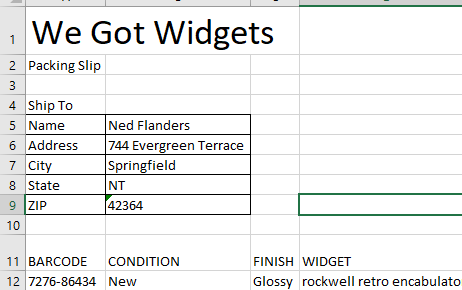 1 We Got Widgets
2 Packing Slip
3
4 Ship To
5 Name Ned Flanders
6 Address 744 Evergreen Terrace
7 City Springfield
8 State NT
9 ZIP 42364
10
11 BARCODE CONDITION FINISH WIDGET
12 7276-86434 New Glossy rockwell retro encabulato